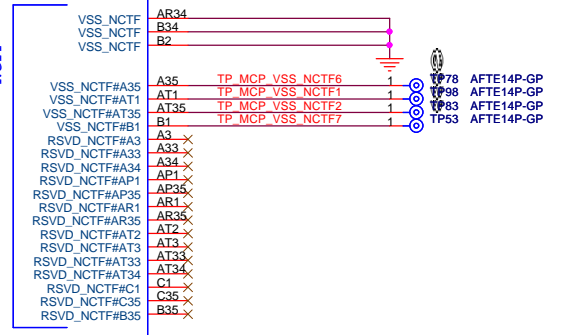 VSS_NCTF AR34
VSS_NCTF B34
VSS_NCTF B2
VSS_NCTF#A35 A35 TP_MCP_VSS_NCTF6 1 TP78 AFTE14P-GP
VSS_NCTF#AT1 AT1 TP_MCP_VSS_NCTF1 1 TP98 AFTE14P-GP
VSS_NCTF#AT35 AT35 TP_MCP_VSS_NCTF2 1 TP83 AFTE14P-GP
VSS_NCTF#B1 B1 TP_MCP_VSS_NCTF7 1 TP53 AFTE14P-GP
RSVD_NCTF#A3 A3
RSVD_NCTF#A33 A33
RSVD_NCTF#A34 A34
RSVD_NCTF#AP1 AP1
RSVD_NCTF#AP35 AP35
RSVD_NCTF#AR1 AR1
RSVD_NCTF#AR35 AR35
RSVD_NCTF#AT2 AT2
RSVD_NCTF#AT3 AT3
RSVD_NCTF#AT33 AT33
RSVD_NCTF#AT34 AT34
RSVD_NCTF#C1 C1
RSVD_NCTF#C35 C35
RSVD_NCTF#B35 B35